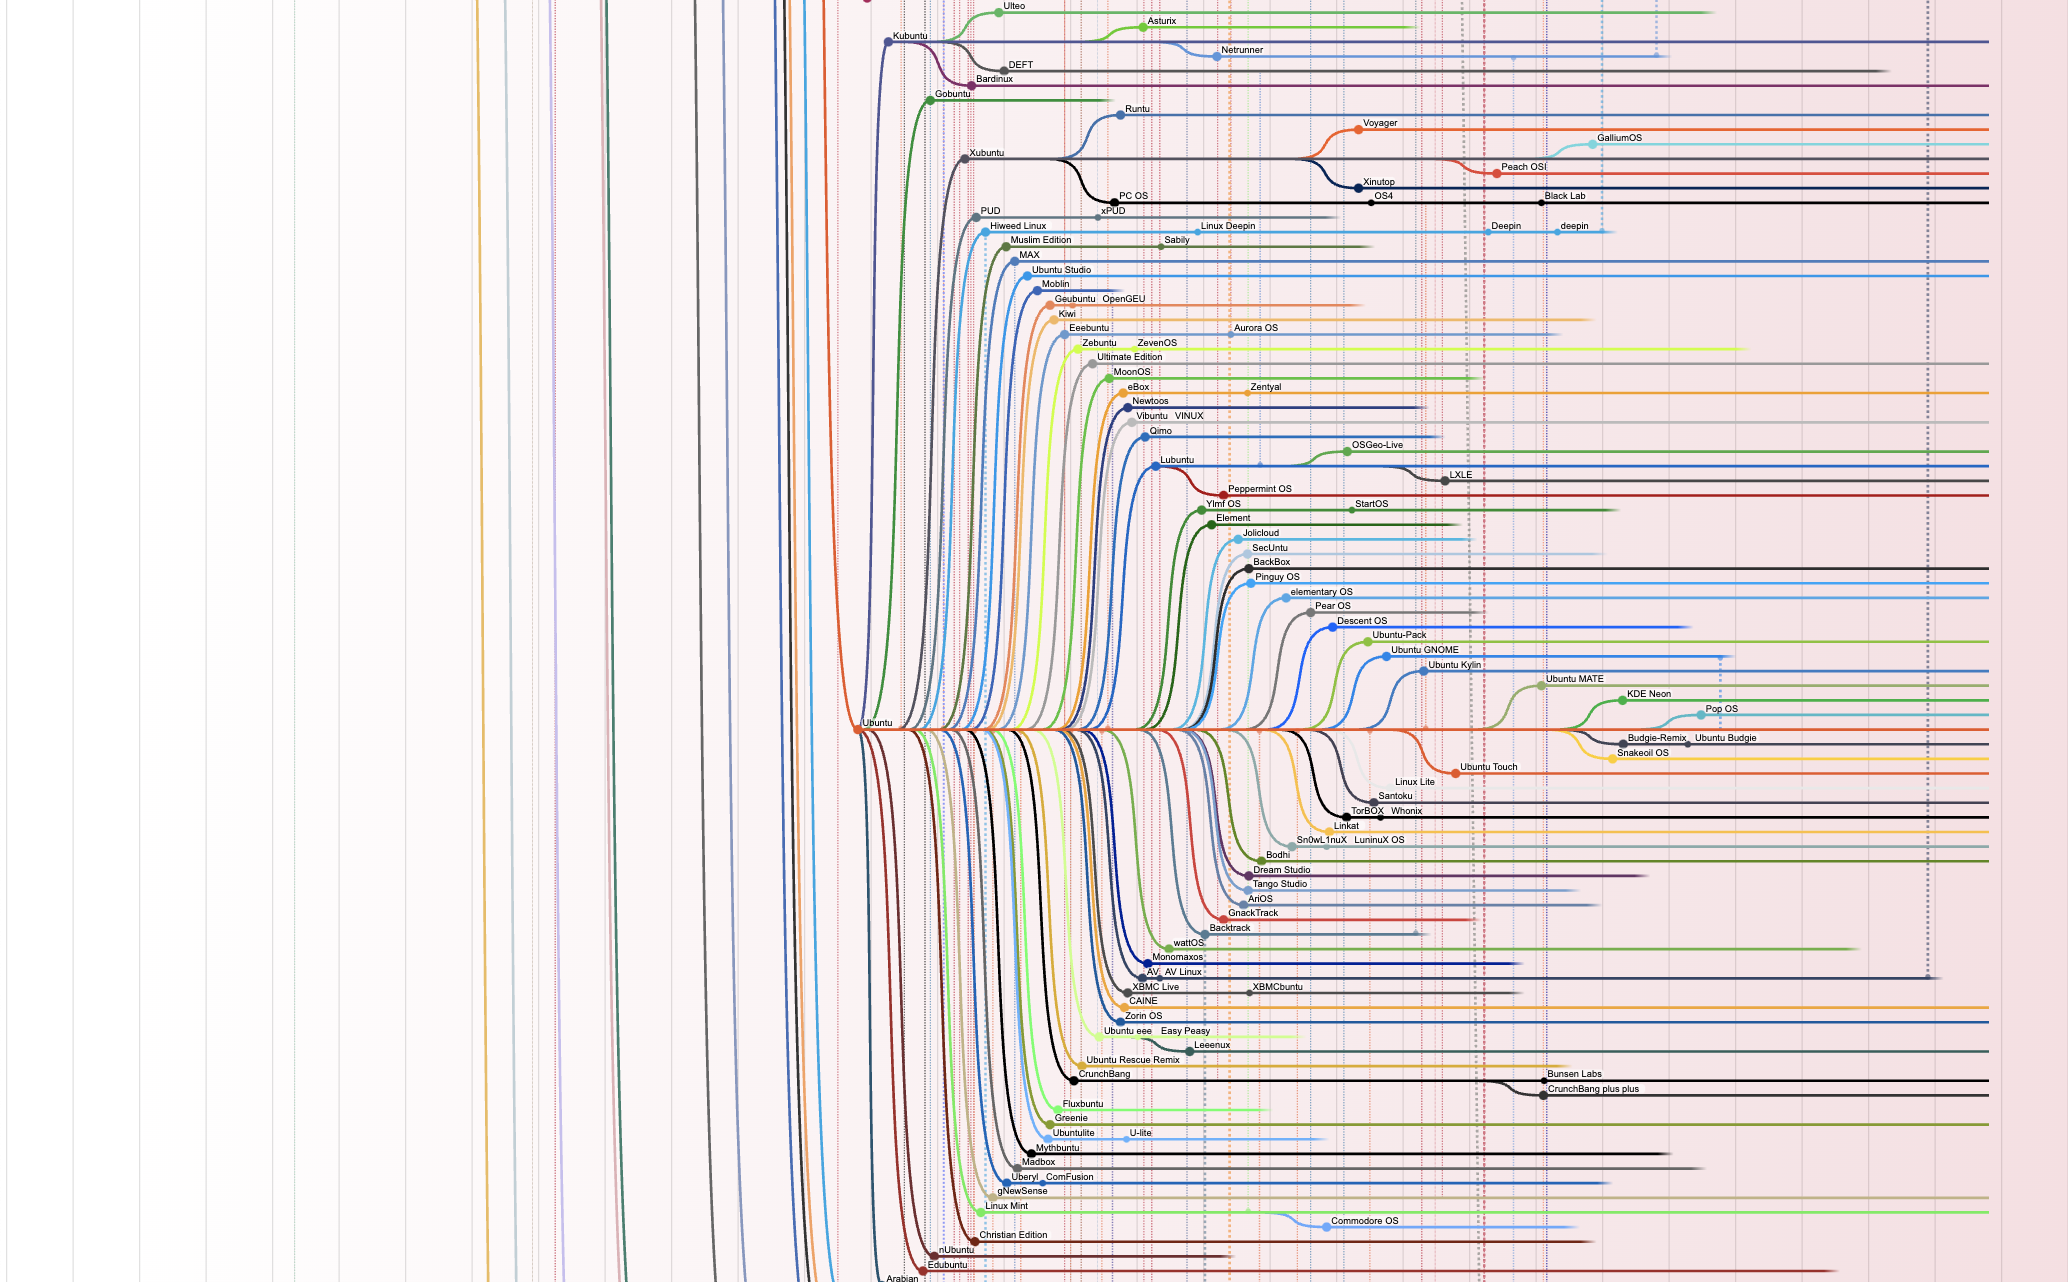 Ulteo
Asturix
Kubuntu
Netrunner
DEFT
Bardinux
Gobuntu
Runtu
Voyager
GalliumOS
Xubuntu
Peach OSI
Xinutop
PC OS OS4 Black Lab
PUD xPUD
Hiweed Linux Linux Deepin Deepin deepin
Muslim Edition Sabily
MAX
Ubuntu Studio
Moblin
Geubuntu OpenGEU
Kiwi
Eeebuntu Aurora OS
Zebuntu ZevenOS
Ultimate Edition
MoonOS
eBox Zentyal
Newtoos
Vibuntu VINUX
Qimo
OSGeo-Live
Lubuntu
LXLE
Peppermint OS
Ylmf OS StartOS
Element
Jolicloud
SecUntu
BackBox
Pinguy OS
elementary OS
Pear OS
Descent OS
Ubuntu-Pack
Ubuntu GNOME
Ubuntu Kylin
Ubuntu MATE
KDE Neon
Pop OS
Ubuntu
Budgie-Remix Ubuntu Budgie
Snakeoil OS
Ubuntu Touch
Linux Lite
Santoku
TorBOX Whonix
Linkat
Sn0wL1nuX LuninuX OS
Bodhi
Dream Studio
Tango Studio
AriOS
GnackTrack
Backtrack
wattOS
Monomaxos
AV AV Linux
XBMC Live XBMCbuntu
CAINE
Zorin OS
Ubuntu eee Easy Peasy
Leeenux
Ubuntu Rescue Remix
CrunchBang Bunsen Labs
CrunchBang plus plus
Fluxbuntu
Greenie
Ubuntulite U-lite
Mythbuntu
Madbox
Uberyl ComFusion
gNewSense
Linux Mint
Commodore OS
Christian Edition
nUbuntu
Edubuntu
Arabian